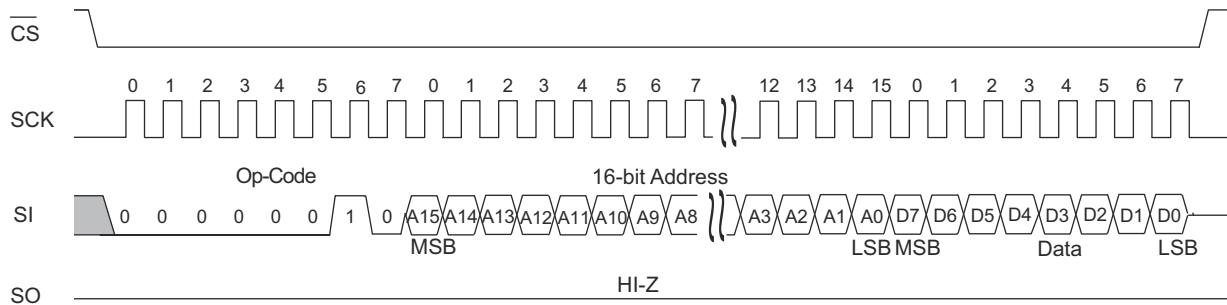 CS
0 1 2 3 4 5 6 7 0 1 2 3 4 5 6 7 12 13 14 15 0 1 2 3 4 5 6 7
SCK
Op-Code 16-bit Address
SI 0 0 0 0 0 0 1 0 A15 A14 A13 A12 A11 A10 A9 A8 A3 A2 A1 A0 D7 D6 D5 D4 D3 D2 D1 D0
MSB LSB MSB Data LSB
HI-Z
SO